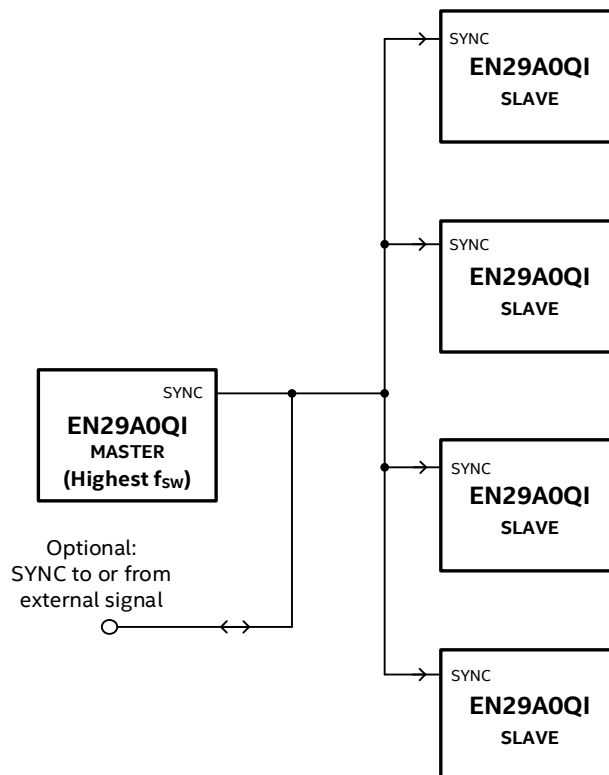 SYNC
EN29A0QI
SLAVE
SYNC
EN29A0QI
SLAVE
SYNC
EN29A0QI
MASTER
(Highest fsw)
Optional:
SYNC to or from
external signal
SYNC
EN29A0QI
SLAVE
SYNC
EN29A0QI
SLAVE